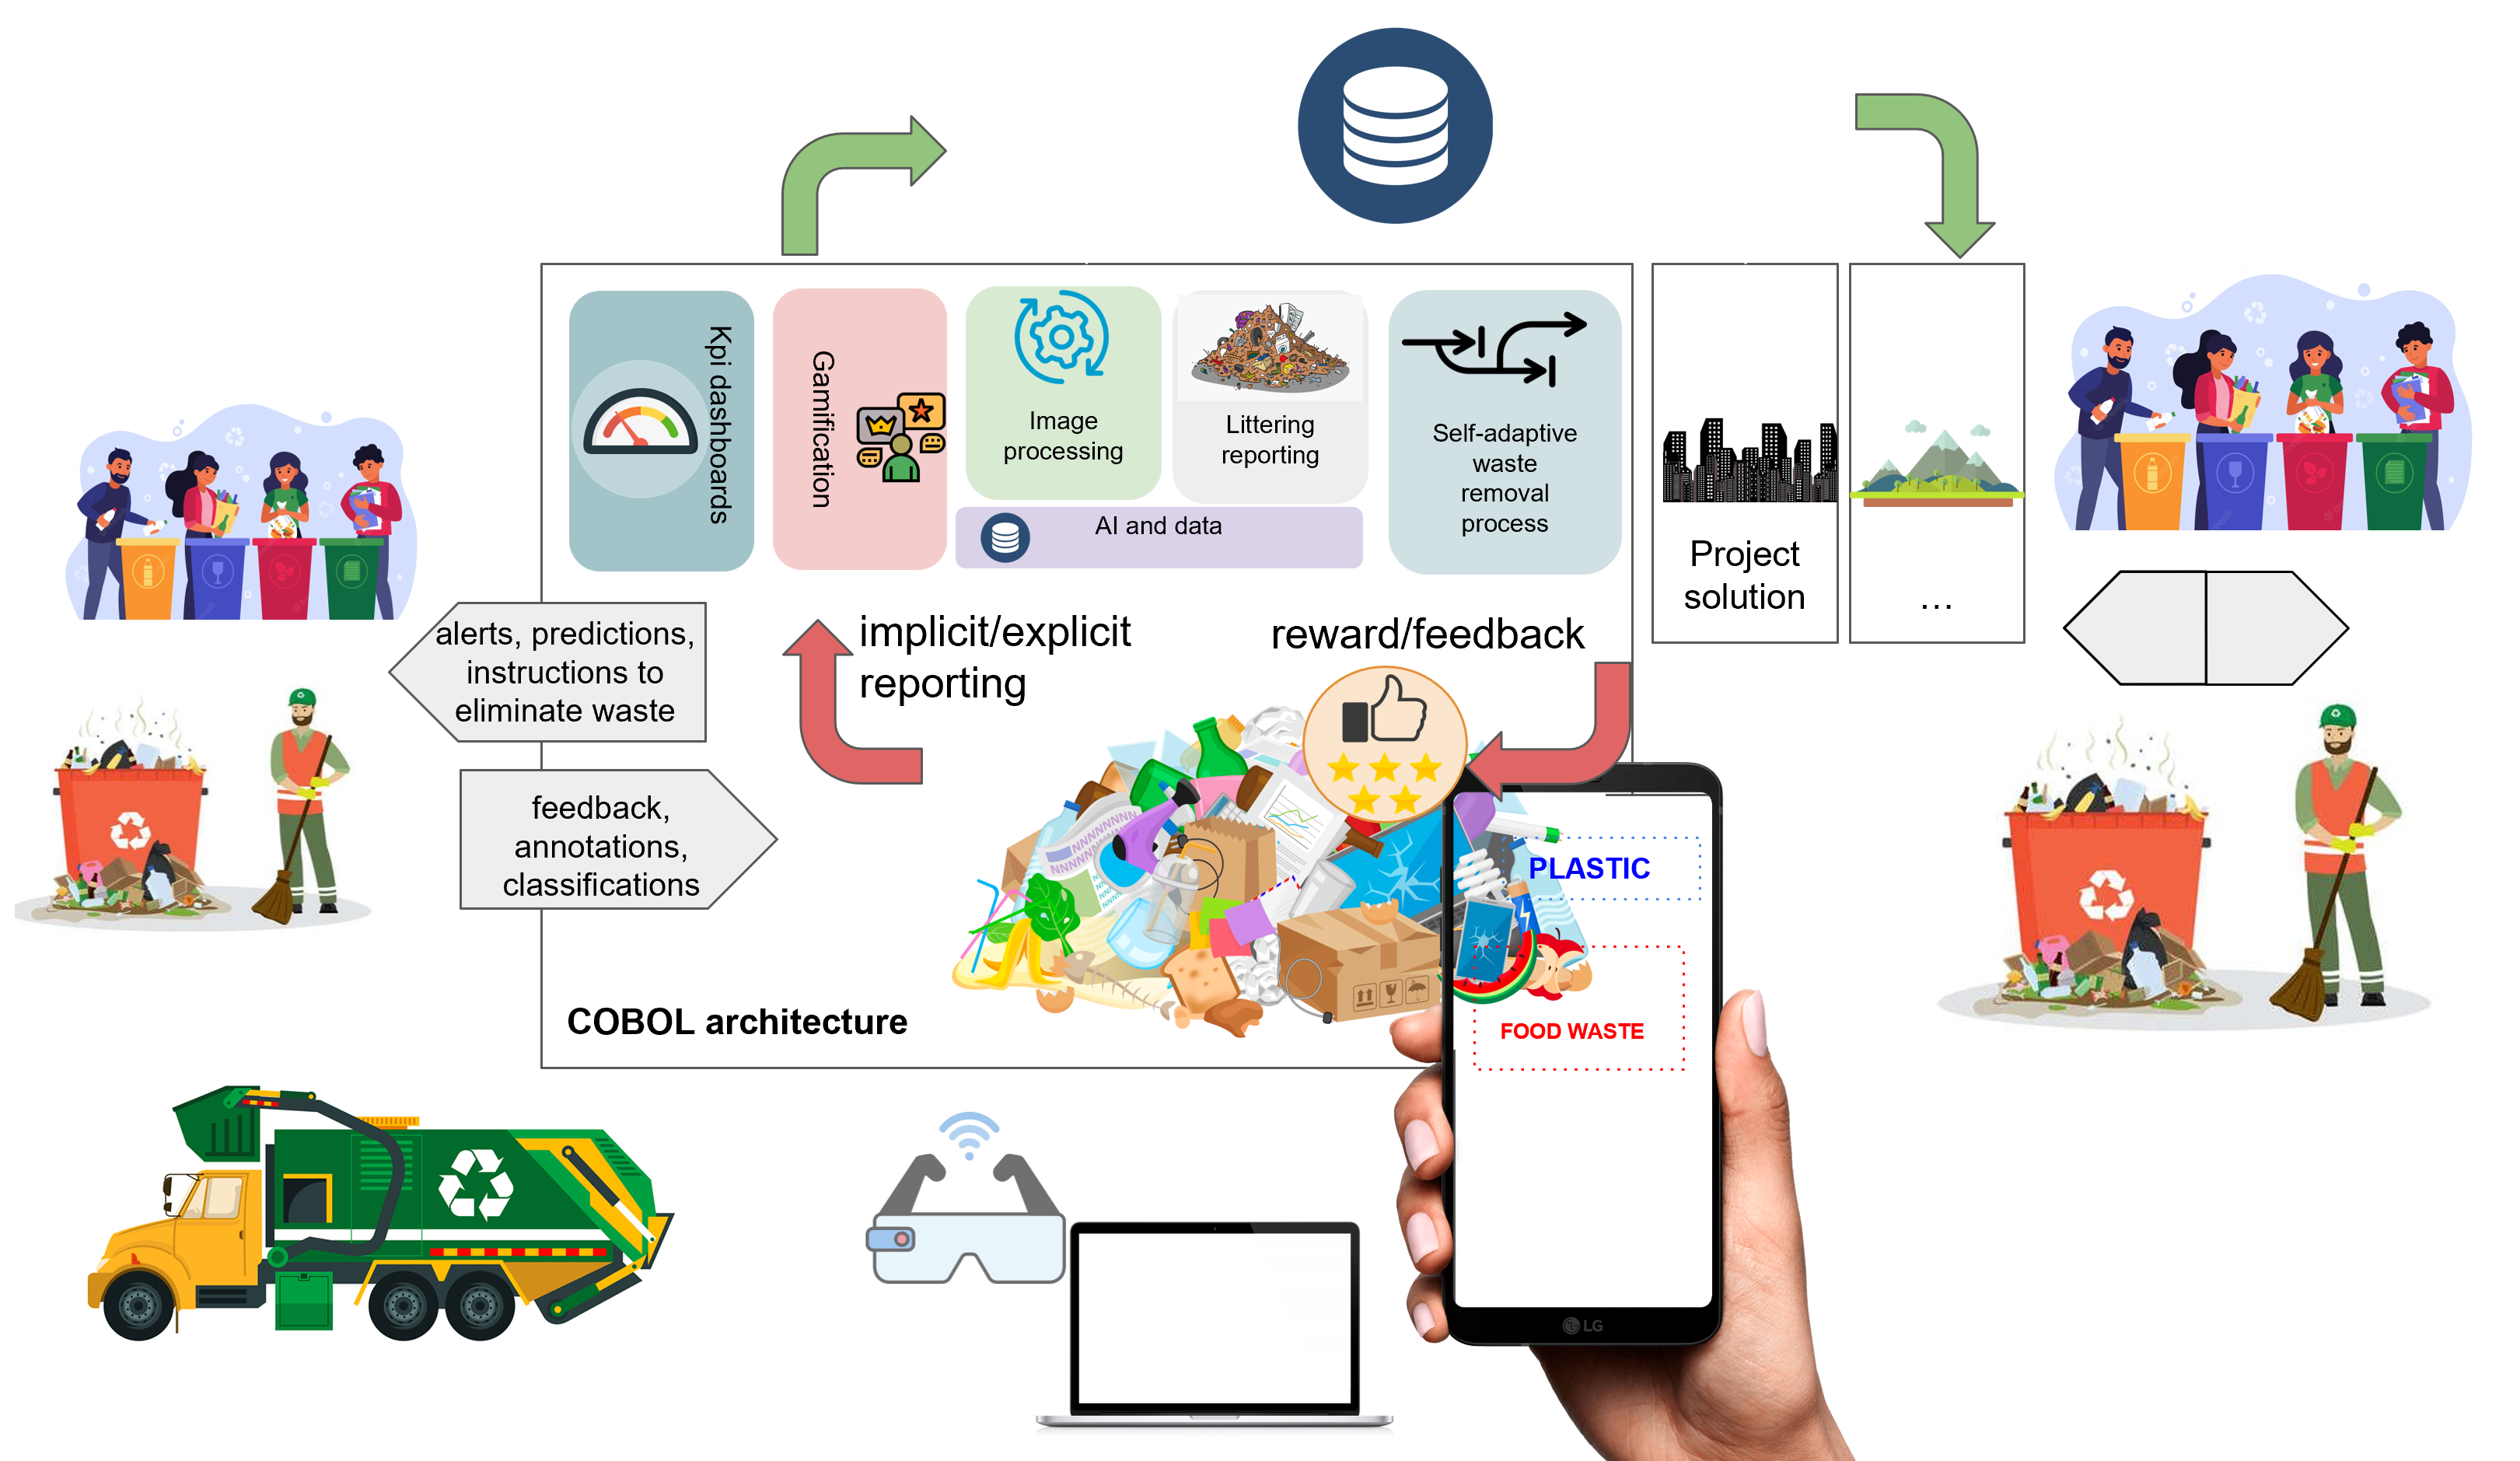 Kpi dashboards
Gamification
Image
processing
Littering
reporting
AI and data
Self-adaptive
waste
removal
process
Project
solution
...
alerts, predictions,
instructions to
eliminate waste
feedback,
annotations,
classifications
implicit/explicit
reporting
reward/feedback
PLASTIC
FOOD WASTE
COBOL architecture
LG